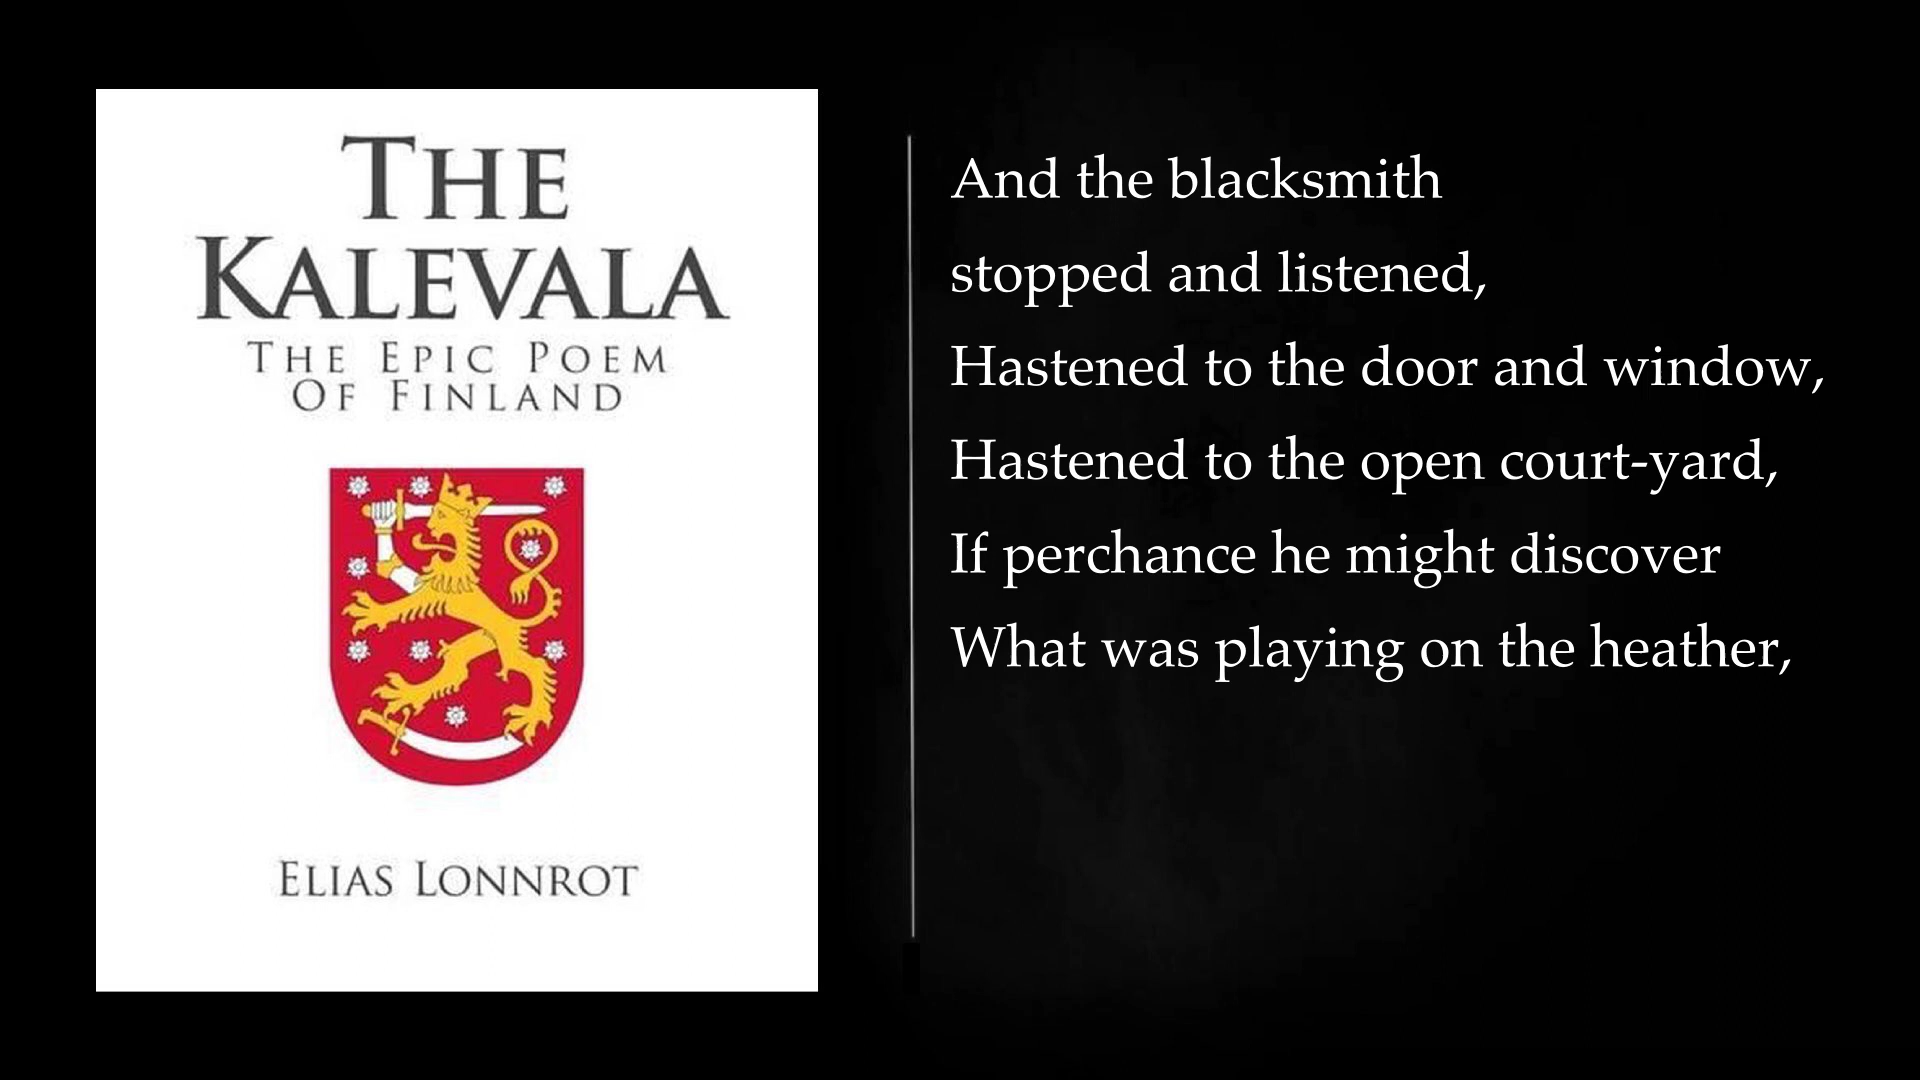 THE
KALEVALA
THE EPIC POEM
OF FINLAND
ELIAS LONNROT
And the blacksmith
stopped and listened,
Hastened to the door and window,
Hastened to the open court-yard,
If perchance he might discover
What was playing on the heather,